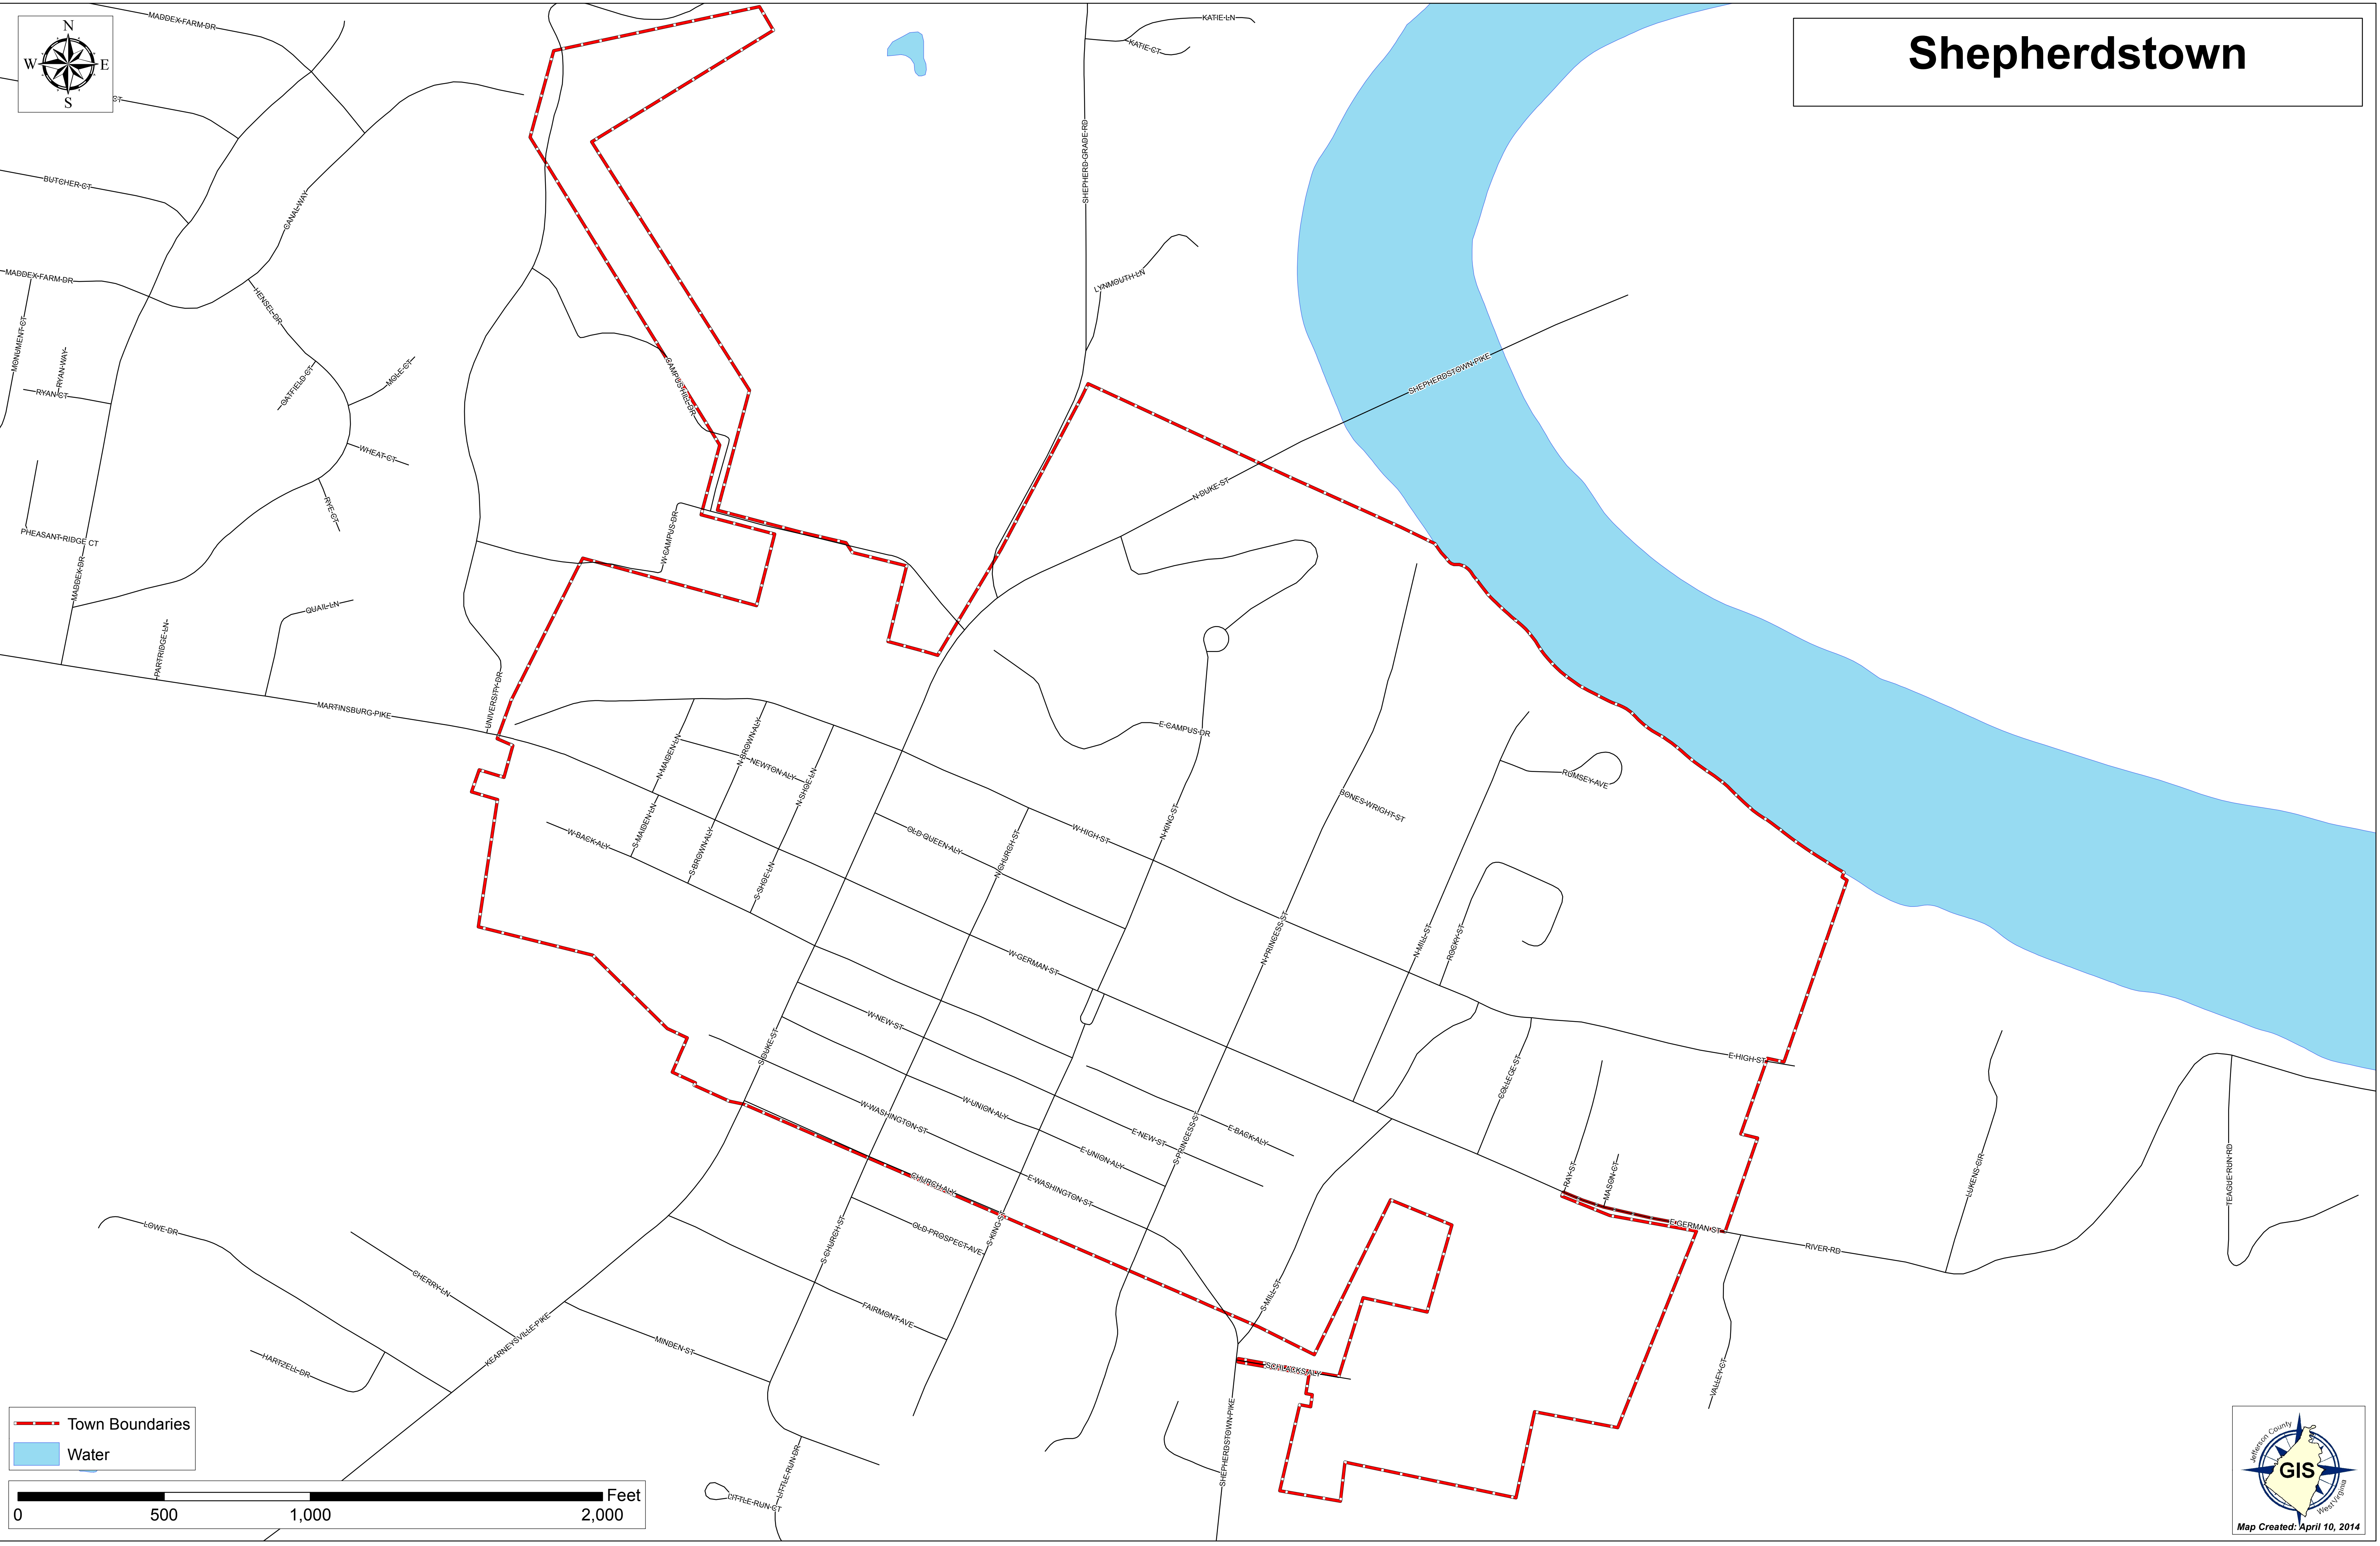 Shepherdstown
N
W
E
S
MADDEX FARM DR
CT
BUTCHER CT
CANAL WAY
MADDEX FARM DR
HENSEL DR
MONUMENT CT
RYAN WAY
RYAN CT
OATFIELD CT
MOLE CT
WHEAT CT
RYE CT
PHEASANT RIDGE CT
MADDEX DR
QUAIL LN
PARTRIDGE LN
MARTINSBURG PIKE
UNIVERSITY DR
KATIE LN
KATIE CT
SHEPHERD GRADE RD
LYNMOUTH LN
SHEPHERDSTOWN PIKE
N DUKE ST
CAMPUS HILL DR
W CAMPUS DR
E CAMPUS DR
N MAIDEN LN
N BROWN ALY
NEWTON ALY
N SHOE LN
W BACK ALY
S MAIDEN LN
S BROWN ALY
S SHOE LN
OLD QUEEN ALY
N CHURCH ST
W HIGH ST
N KING ST
BONES WRIGHT ST
RUMSEY AVE
N PRINCESS ST
N MILL ST
ROCKY ST
W GERMAN ST
W NEW ST
S DUKE ST
W UNION ALY
W WASHINGTON ST
E NEW ST
E UNION ALY
S PRINCESS ST
E BACK ALY
E WASHINGTON ST
CHURCH ALY
COLLEGE ST
E HIGH ST
RAY ST
MASON CT
E GERMAN ST
RIVER RD
LUKENS CIR
TEAGUE RUN RD
VALLEY CT
S CHURCH ST
OLD PROSPECT AVE
S KING ST
FAIRMONT AVE
MINDEN ST
S MILL ST
SCHLACKS ALY
SHEPHERDSTOWN PIKE
LOWE DR
CHERRY LN
HARTZELL DR
KEARNEYSVILLE PIKE
LITTLE RUN DR
LITTLE RUN CT
Town Boundaries
Water
Feet
0
500
1,000
2,000
Jefferson County
GIS
West Virginia
Map Created: April 10, 2014